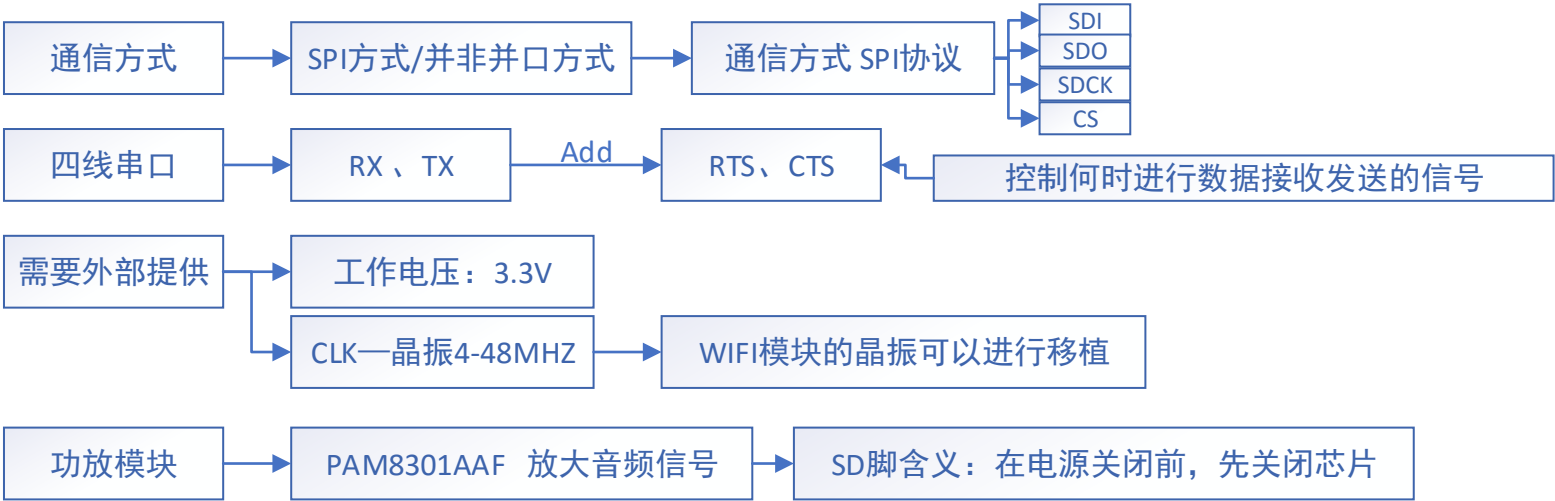 通信方式
SPI方式/并非并口方式
通信方式 SPI协议
SDI
SDO
SDCK
CS
四线串口
RX 、TX
Add
RTS、CTS
控制何时进行数据接收发送的信号
需要外部提供
工作电压：3.3V
CLK—晶振4-48MHZ
WIFI模块的晶振可以进行移植
功放模块
PAM8301AAF 放大音频信号
SD脚含义：在电源关闭前，先关闭芯片